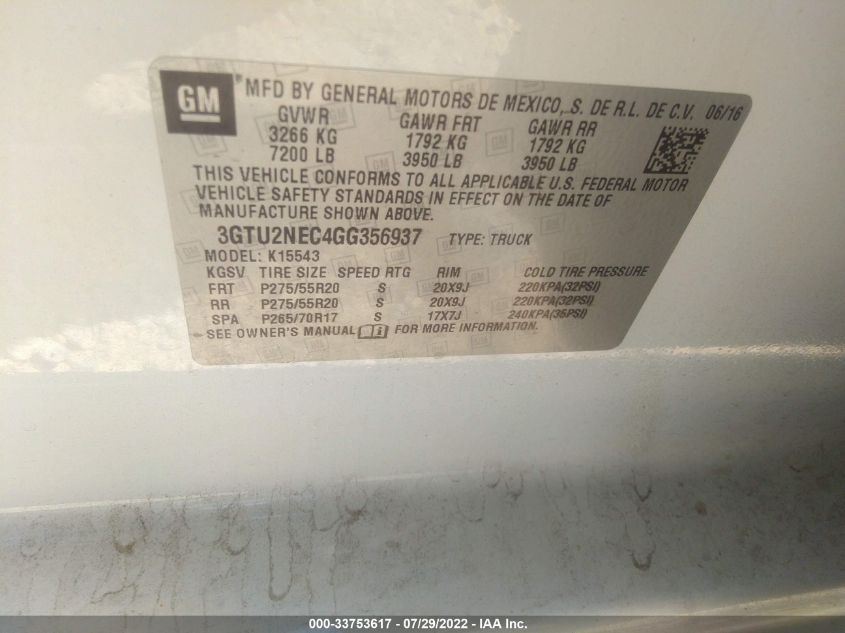 GM
MFD BY GENERAL MOTORS DE MEXICO, S. DE R.L. DE C.V. 06/16
GVWR GAWR FRT GAWR RR
3266 KG 1792 KG 1792 KG
7200 LB 3950 LB 3950 LB
THIS VEHICLE CONFORMS TO ALL APPLICABLE U.S. FEDERAL MOTOR
VEHICLE SAFETY STANDARDS IN EFFECT ON THE DATE OF
MANUFACTURE SHOWN ABOVE.
3GTU2NEC4GG356937 TYPE: TRUCK
MODEL: K15543
KGSV TIRE SIZE SPEED RTG RIM COLD TIRE PRESSURE
FRT P275/55R20 S 20X9J 220KPA(32PSI)
RR P275/55R20 S 20X9J 220KPA(32PSI)
SPA P265/70R17 S 17X7J 240KPA(35PSI)
SEE OWNER'S MANUAL FOR MORE INFORMATION.
000-33753617 - 07/29/2022 - IAA Inc.